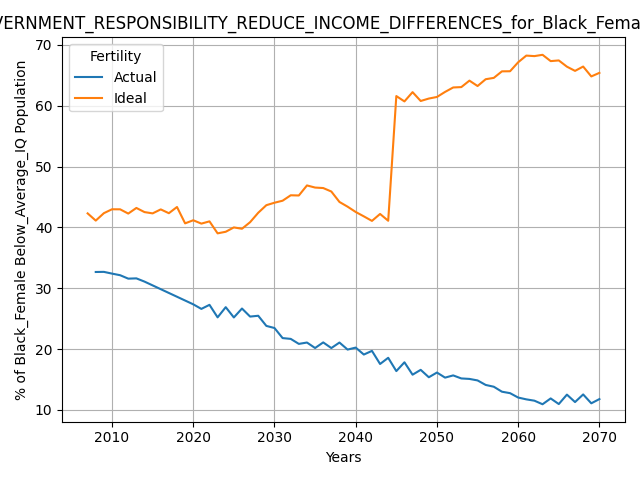 VERNMENT_RESPONSIBILITY_REDUCE_INCOME_DIFFERENCES_for_Black_Fema
Fertility
Actual
Ideal
% of Black_Female Below_Average_IQ Population
70
60
50
40
30
20
10
2010 2020 2030 2040 2050 2060 2070
Years